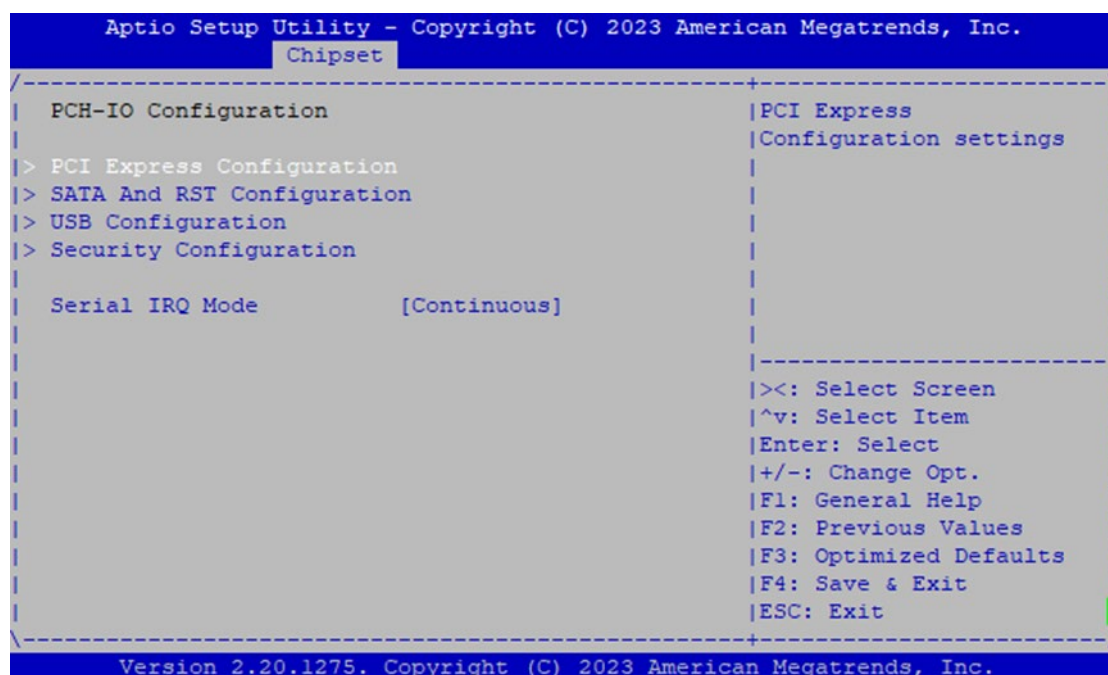 Aptio Setup Utility – Copyright (C) 2023 American Megatrends, Inc.
Chipset
PCH-IO Configuration
> PCI Express Configuration
> SATA And RST Configuration
> USB Configuration
> Security Configuration
Serial IRQ Mode [Continuous]
PCI Express
Configuration settings
><: Select Screen
^v: Select Item
Enter: Select
+/-: Change Opt.
F1: General Help
F2: Previous Values
F3: Optimized Defaults
F4: Save & Exit
ESC: Exit
Version 2.20.1275. Copyright (C) 2023 American Megatrends, Inc.